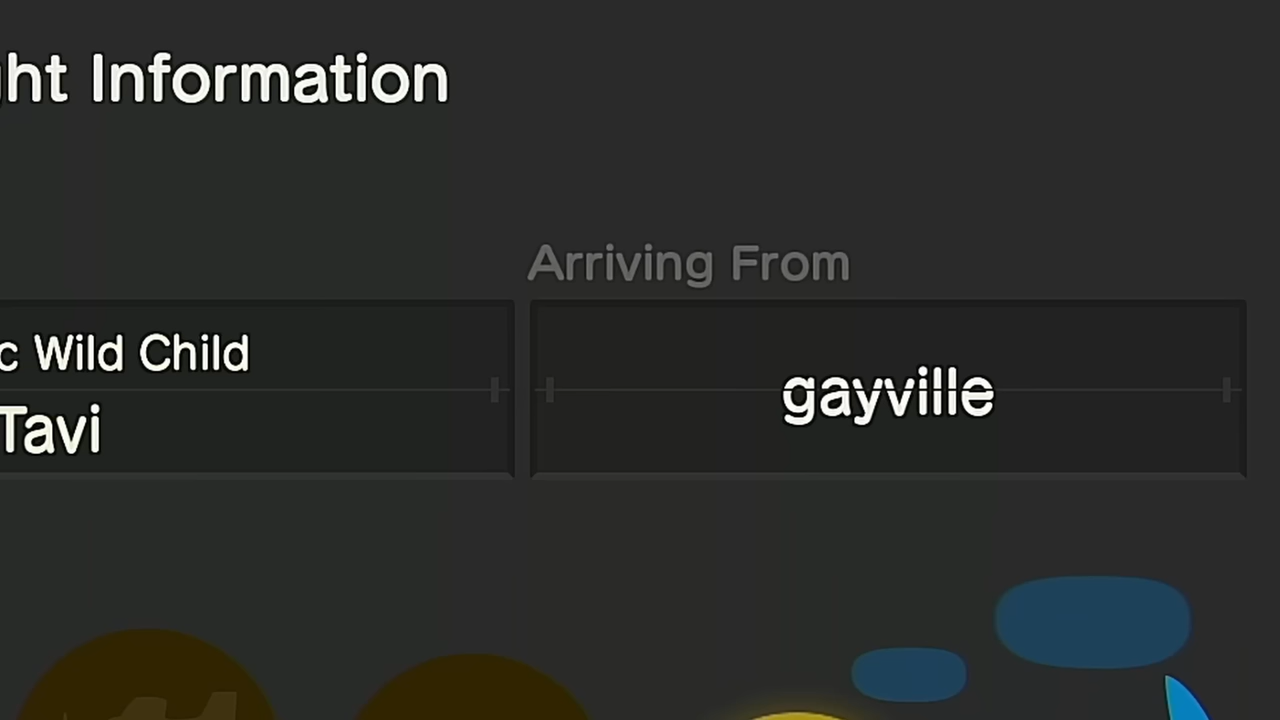 ht Information
Arriving From
c Wild Child
Tavi
gayville